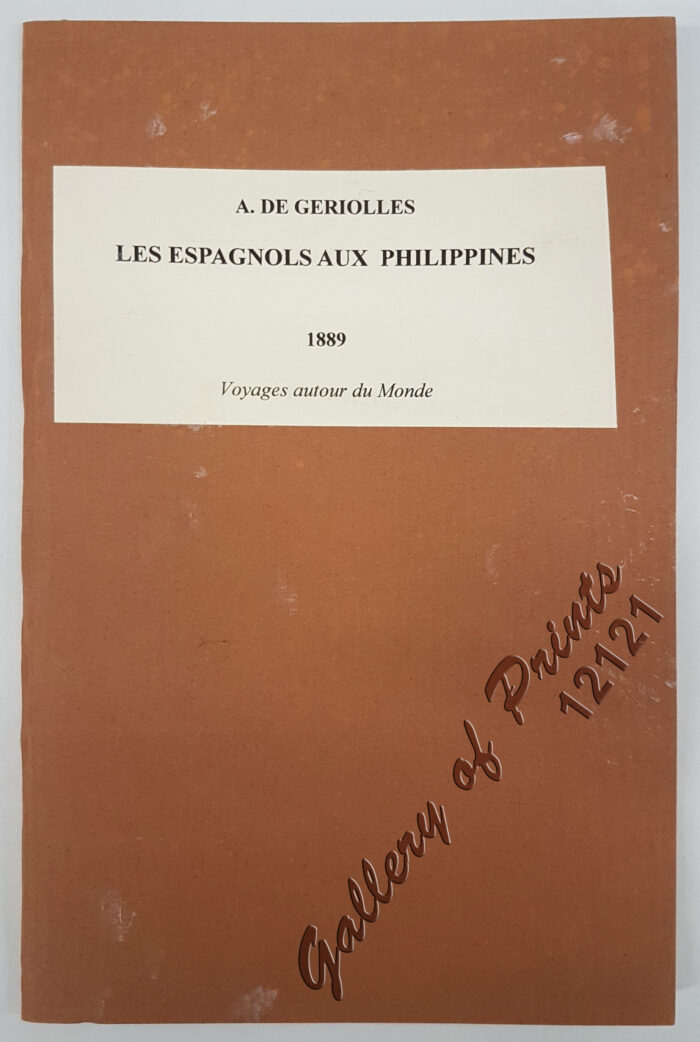 A. DE GERIOLLES
LES ESPAGNOLS AUX PHILIPPINES
1889
Voyages autour du Monde
Gallery of Prints
12121